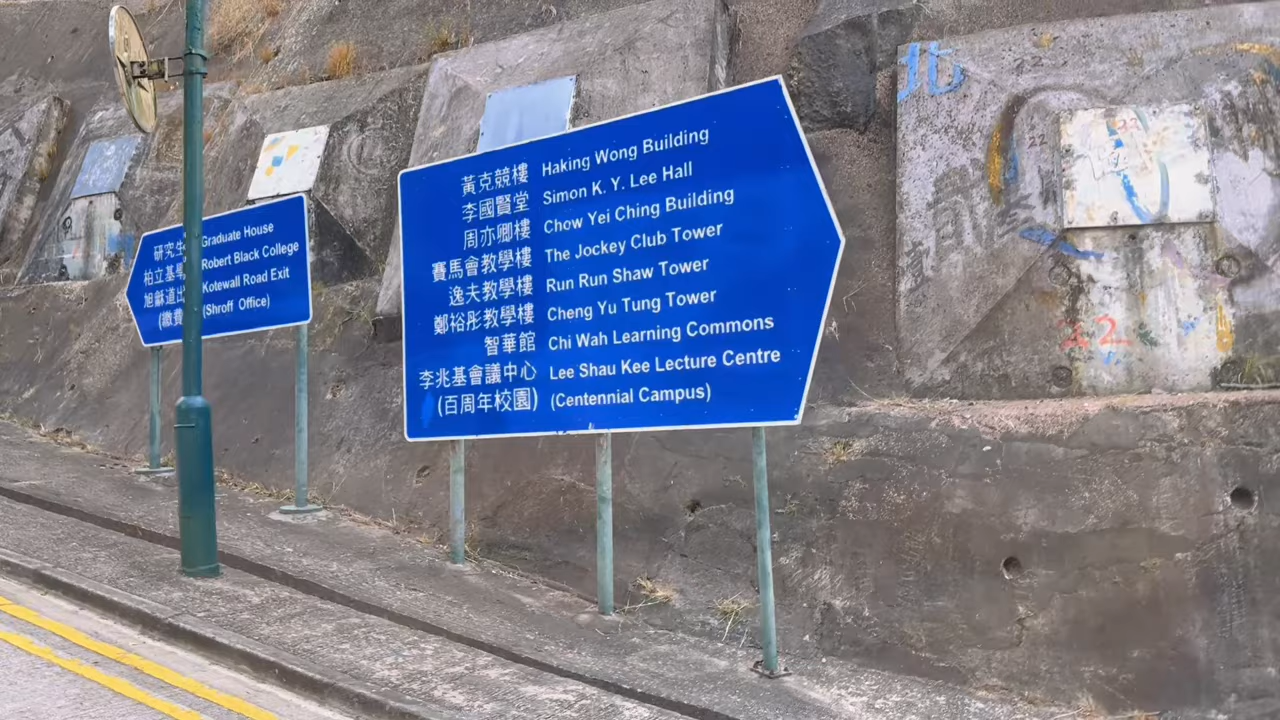 研究生 Graduate House
柏立基學 Robert Black College
旭龢道出 Kotewall Road Exit
(繳費 (Shroff Office)
黃克競樓 Haking Wong Building
李國賢堂 Simon K. Y. Lee Hall
周亦卿樓 Chow Yei Ching Building
賽馬會教學樓 The Jockey Club Tower
逸夫教學樓 Run Run Shaw Tower
鄭裕彤教學樓 Cheng Yu Tung Tower
智華館 Chi Wah Learning Commons
李兆基會議中心 Lee Shau Kee Lecture Centre
(百周年校園) (Centennial Campus)
北
22